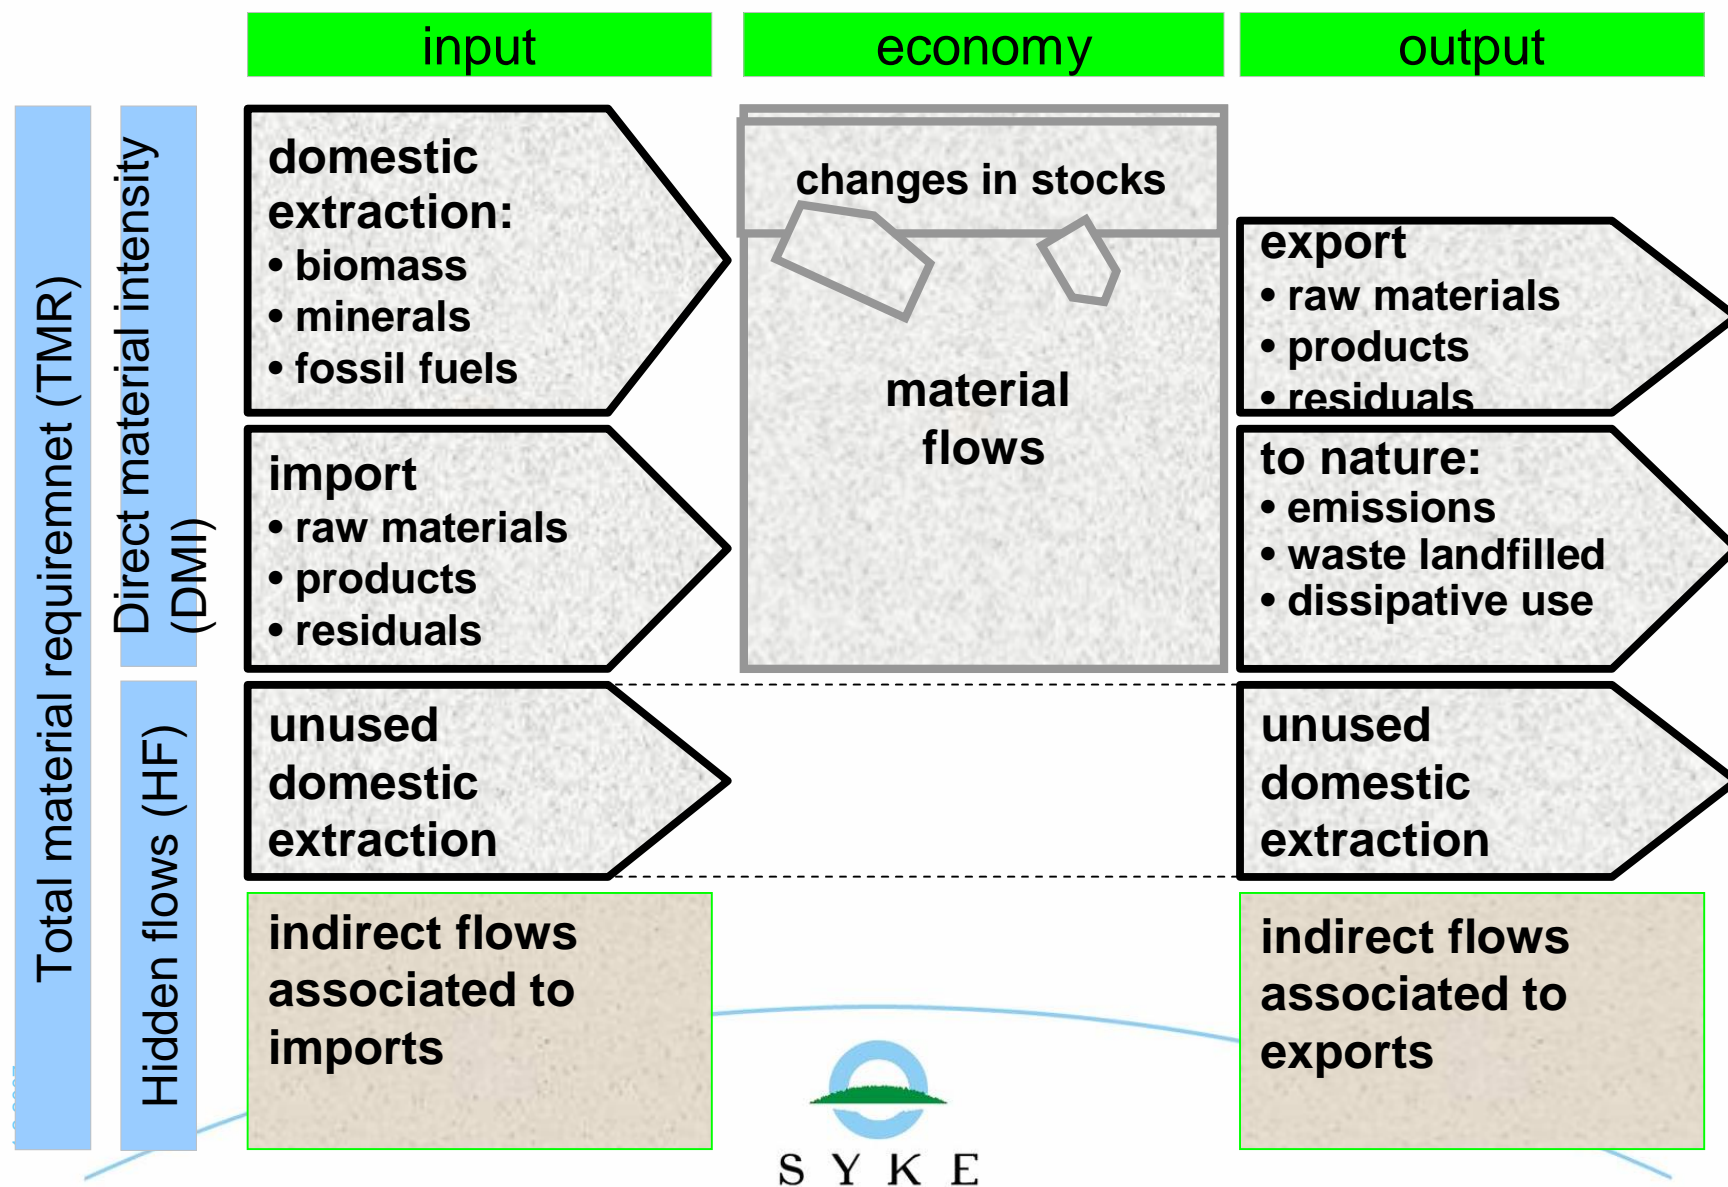 input
economy
output
Total material requiremnet (TMR)
Direct material intensity
(DMI)
Hidden flows (HF)
domestic
extraction:
• biomass
• minerals
• fossil fuels
import
• raw materials
• products
• residuals
unused
domestic
extraction
indirect flows
associated to
imports
changes in stocks
material
flows
export
• raw materials
• products
• residuals
to nature:
• emissions
• waste landfilled
• dissipative use
unused
domestic
extraction
indirect flows
associated to
exports
SYKE